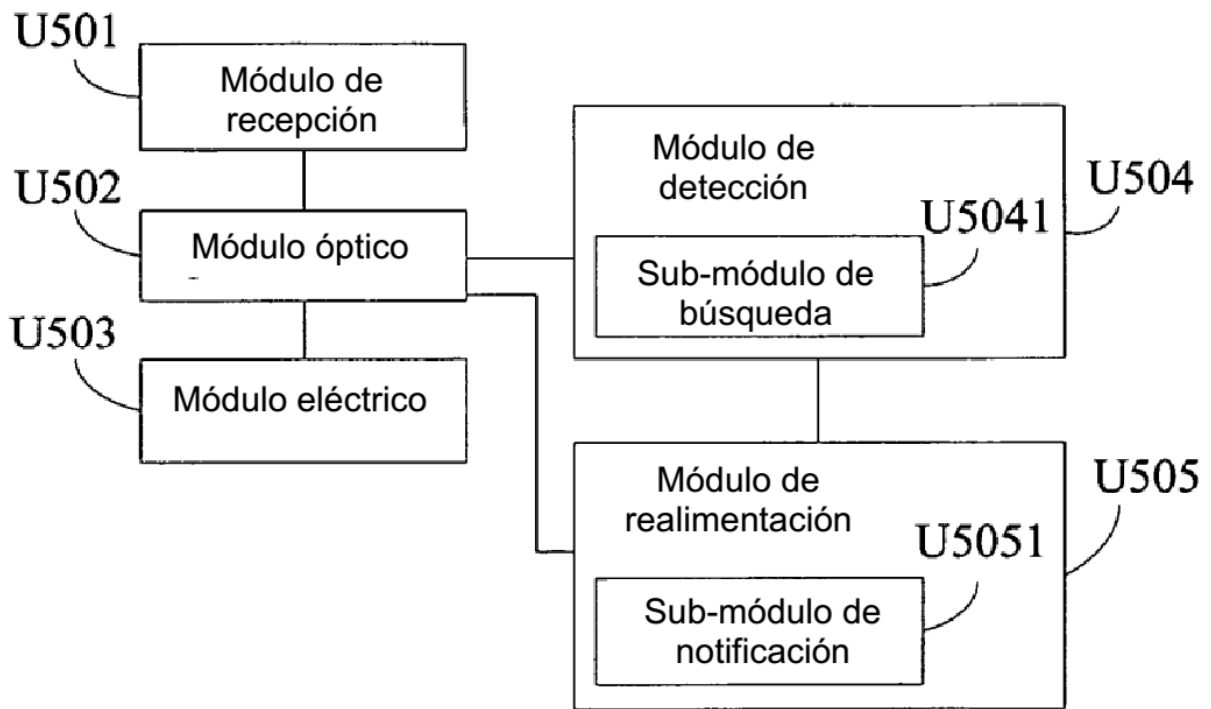 U501
Módulo de
recepción
U502
Módulo óptico
U503
Módulo eléctrico
Módulo de
detección
U504
U5041
Sub-módulo de
búsqueda
Módulo de
realimentación
U505
U5051
Sub-módulo de
notificación